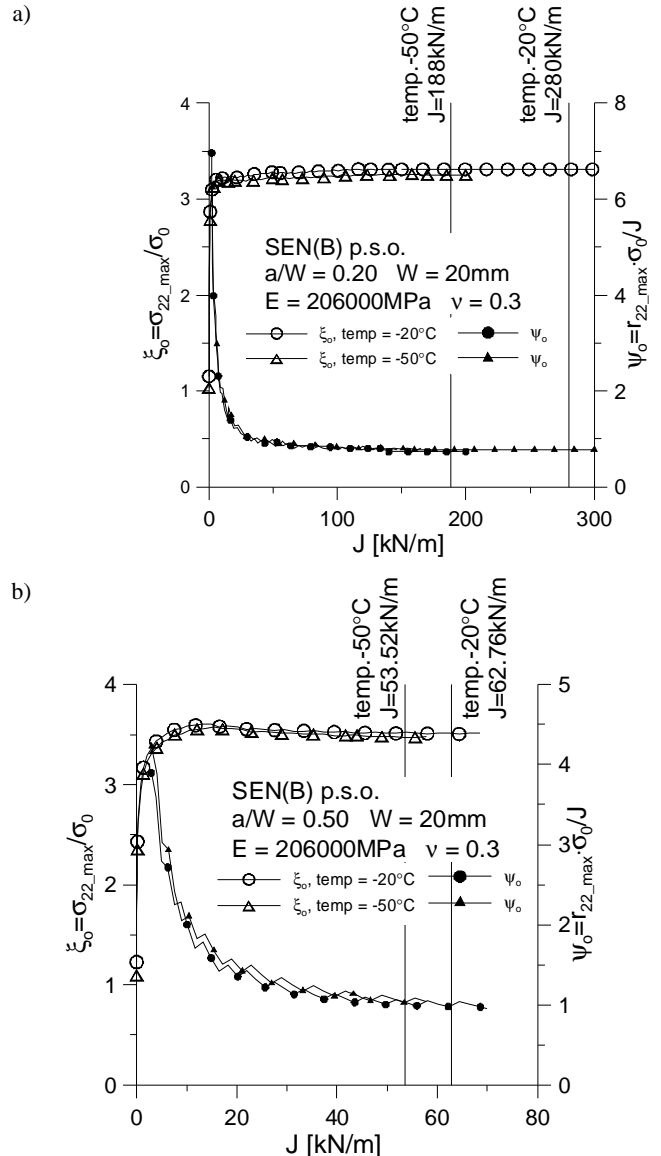 a)
temp.-50°C
J=188kN/m
temp.-20°C
J=280kN/m
4
3
2
1
0
8
6
4
2
0
ξₒ=σ₂₂_max/σ₀
ψₒ=r₂₂_max·σ₀/J
SEN(B) p.s.o.
a/W = 0.20 W = 20mm
E = 206000MPa ν = 0.3
ξₒ, temp = -20°C ψₒ
ξₒ, temp = -50°C ψₒ
0 100 200 300
J [kN/m]
b)
temp.-50°C
J=53.52kN/m
temp.-20°C
J=62.76kN/m
4
3
2
1
0
5
4
3
2
1
0
ξₒ=σ₂₂_max/σ₀
ψₒ=r₂₂_max·σ₀/J
SEN(B) p.s.o.
a/W = 0.50 W = 20mm
E = 206000MPa ν = 0.3
ξₒ, temp = -20°C ψₒ
ξₒ, temp = -50°C ψₒ
0 20 40 60 80
J [kN/m]